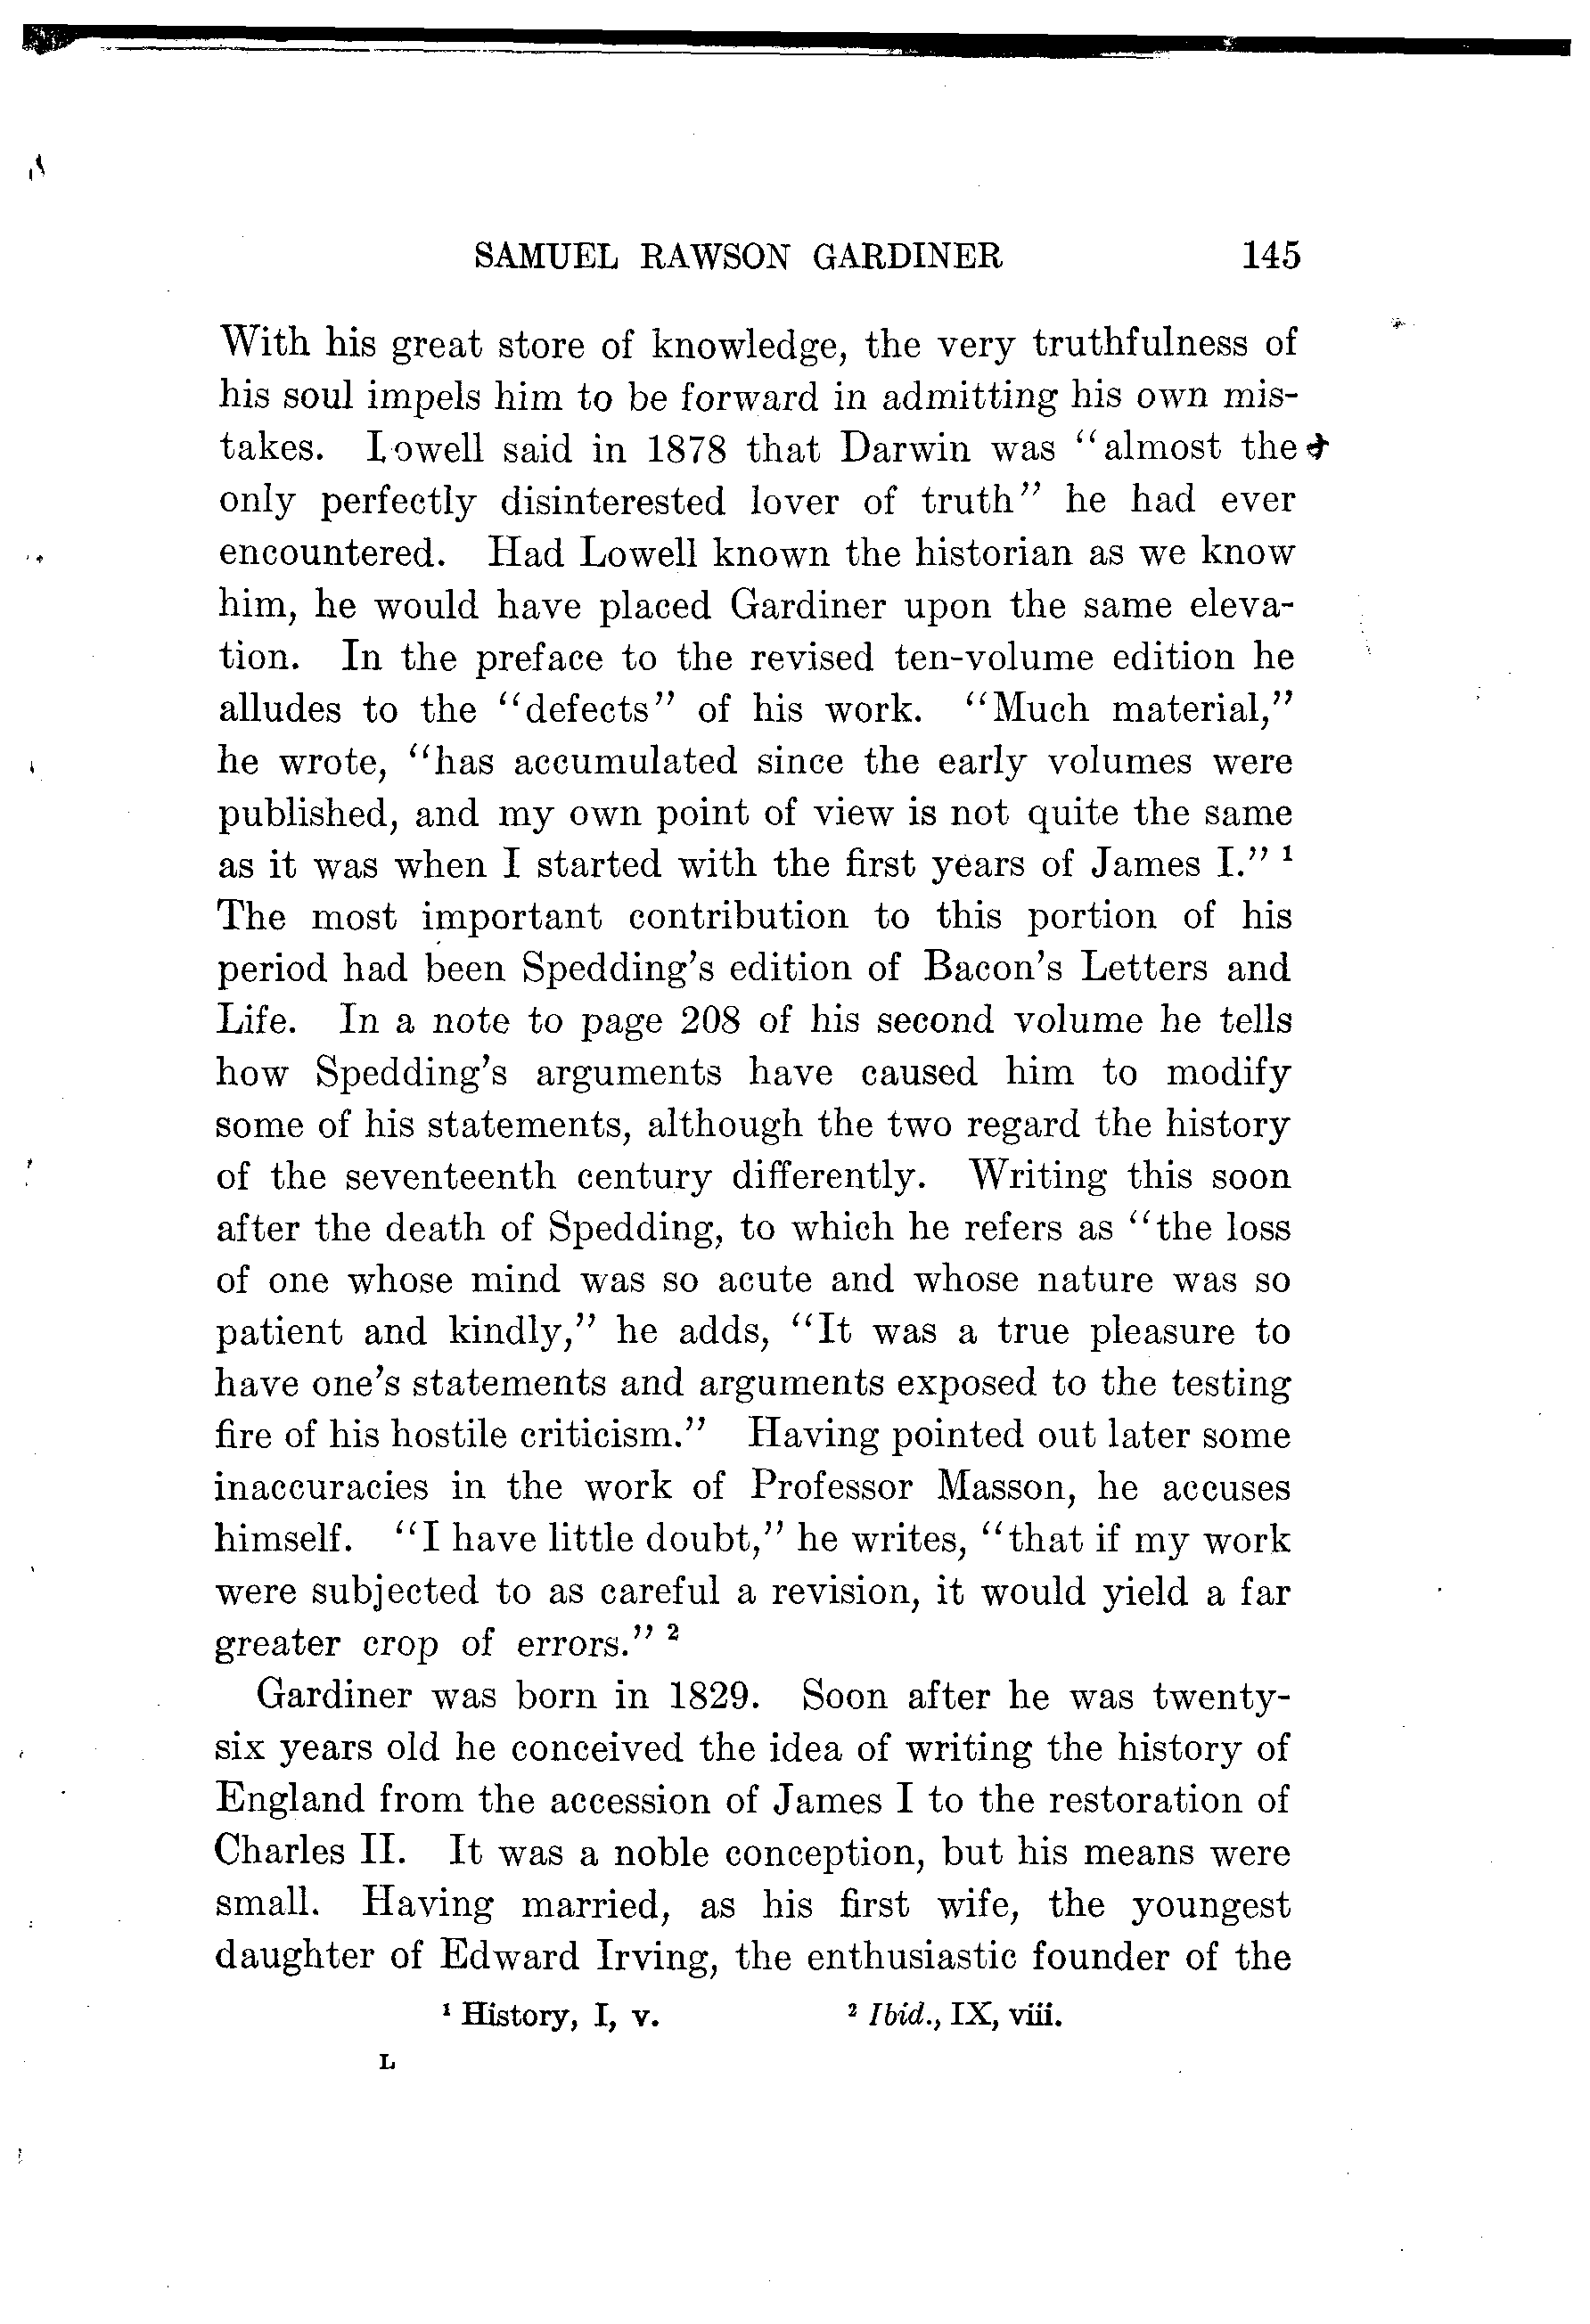 SAMUEL RAWSON GARDINER 145
With his great store of knowledge, the very truthfulness of
his soul impels him to be forward in admitting his own mis-
takes. Lowell said in 1878 that Darwin was “almost the
only perfectly disinterested lover of truth” he had ever
encountered. Had Lowell known the historian as we know
him, he would have placed Gardiner upon the same eleva-
tion. In the preface to the revised ten-volume edition he
alludes to the “defects” of his work. “Much material,”
he wrote, “has accumulated since the early volumes were
published, and my own point of view is not quite the same
as it was when I started with the first years of James I.” ¹
The most important contribution to this portion of his
period had been Spedding’s edition of Bacon’s Letters and
Life. In a note to page 208 of his second volume he tells
how Spedding’s arguments have caused him to modify
some of his statements, although the two regard the history
of the seventeenth century differently. Writing this soon
after the death of Spedding, to which he refers as “the loss
of one whose mind was so acute and whose nature was so
patient and kindly,” he adds, “It was a true pleasure to
have one’s statements and arguments exposed to the testing
fire of his hostile criticism.” Having pointed out later some
inaccuracies in the work of Professor Masson, he accuses
himself. “I have little doubt,” he writes, “that if my work
were subjected to as careful a revision, it would yield a far
greater crop of errors.” ²
Gardiner was born in 1829. Soon after he was twenty-
six years old he conceived the idea of writing the history of
England from the accession of James I to the restoration of
Charles II. It was a noble conception, but his means were
small. Having married, as his first wife, the youngest
daughter of Edward Irving, the enthusiastic founder of the
¹ History, I, v. ² Ibid., IX, viii.
L